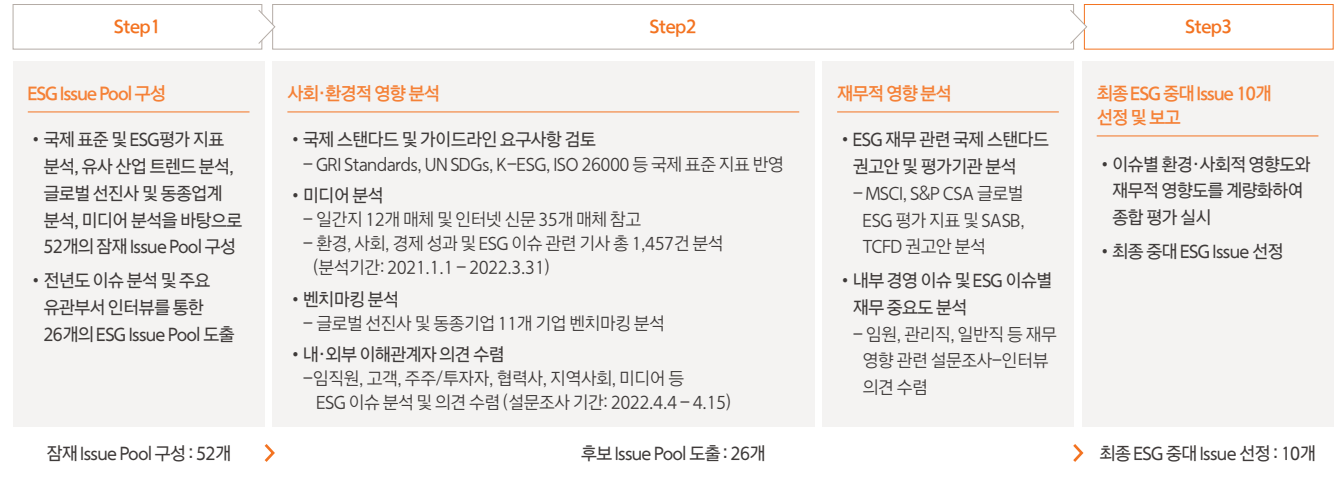 Step1
Step2
Step3
ESG Issue Pool 구성
• 국제 표준 및 ESG평가 지표
분석, 유사 산업 트렌드 분석,
글로벌 선진사 및 동종업계
분석, 미디어 분석을 바탕으로
52개의 잠재 Issue Pool 구성
• 전년도 이슈 분석 및 주요
유관부서 인터뷰를 통한
26개의 ESG Issue Pool 도출
사회·환경적 영향 분석
• 국제 스탠다드 및 가이드라인 요구사항 검토
– GRI Standards, UN SDGs, K-ESG, ISO 26000 등 국제 표준 지표 반영
• 미디어 분석
– 일간지 12개 매체 및 인터넷 신문 35개 매체 참고
– 환경, 사회, 경제 성과 및 ESG 이슈 관련 기사 총 1,457건 분석
(분석기간: 2021.1.1 – 2022.3.31)
• 벤치마킹 분석
– 글로벌 선진사 및 동종기업 11개 기업 벤치마킹 분석
• 내·외부 이해관계자 의견 수렴
–임직원, 고객, 주주/투자자, 협력사, 지역사회, 미디어 등
ESG 이슈 분석 및 의견 수렴 (설문조사 기간: 2022.4.4 – 4.15)
재무적 영향 분석
• ESG 재무 관련 국제 스탠다드
권고안 및 평가기관 분석
– MSCI, S&P CSA 글로벌
ESG 평가 지표 및 SASB,
TCFD 권고안 분석
• 내부 경영 이슈 및 ESG 이슈별
재무 중요도 분석
– 임원, 관리직, 일반직 등 재무
영향 관련 설문조사–인터뷰
의견 수렴
최종 ESG 중대 Issue 10개
선정 및 보고
• 이슈별 환경·사회적 영향도와
재무적 영향도를 계량화하여
종합 평가 실시
• 최종 중대 ESG Issue 선정
잠재 Issue Pool 구성 : 52개
후보 Issue Pool 도출 : 26개
최종 ESG 중대 Issue 선정 : 10개